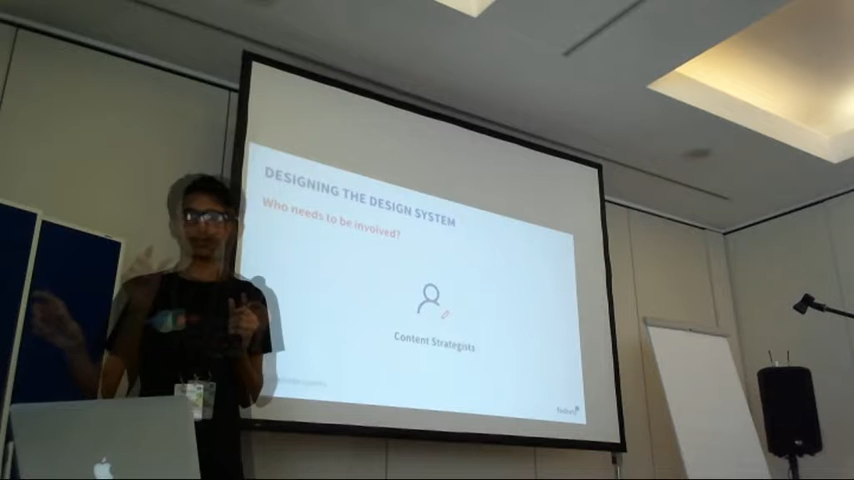 DESIGNING THE DESIGN SYSTEM
Who needs to be involved?
Content Strategists